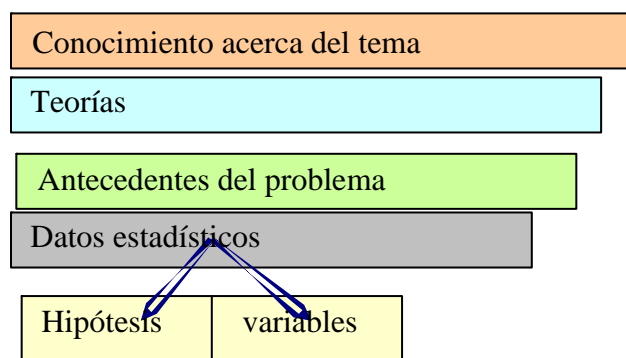 Conocimiento acerca del tema
Teorías
Antecedentes del problema
Datos estadísticos
Hipótesis variables